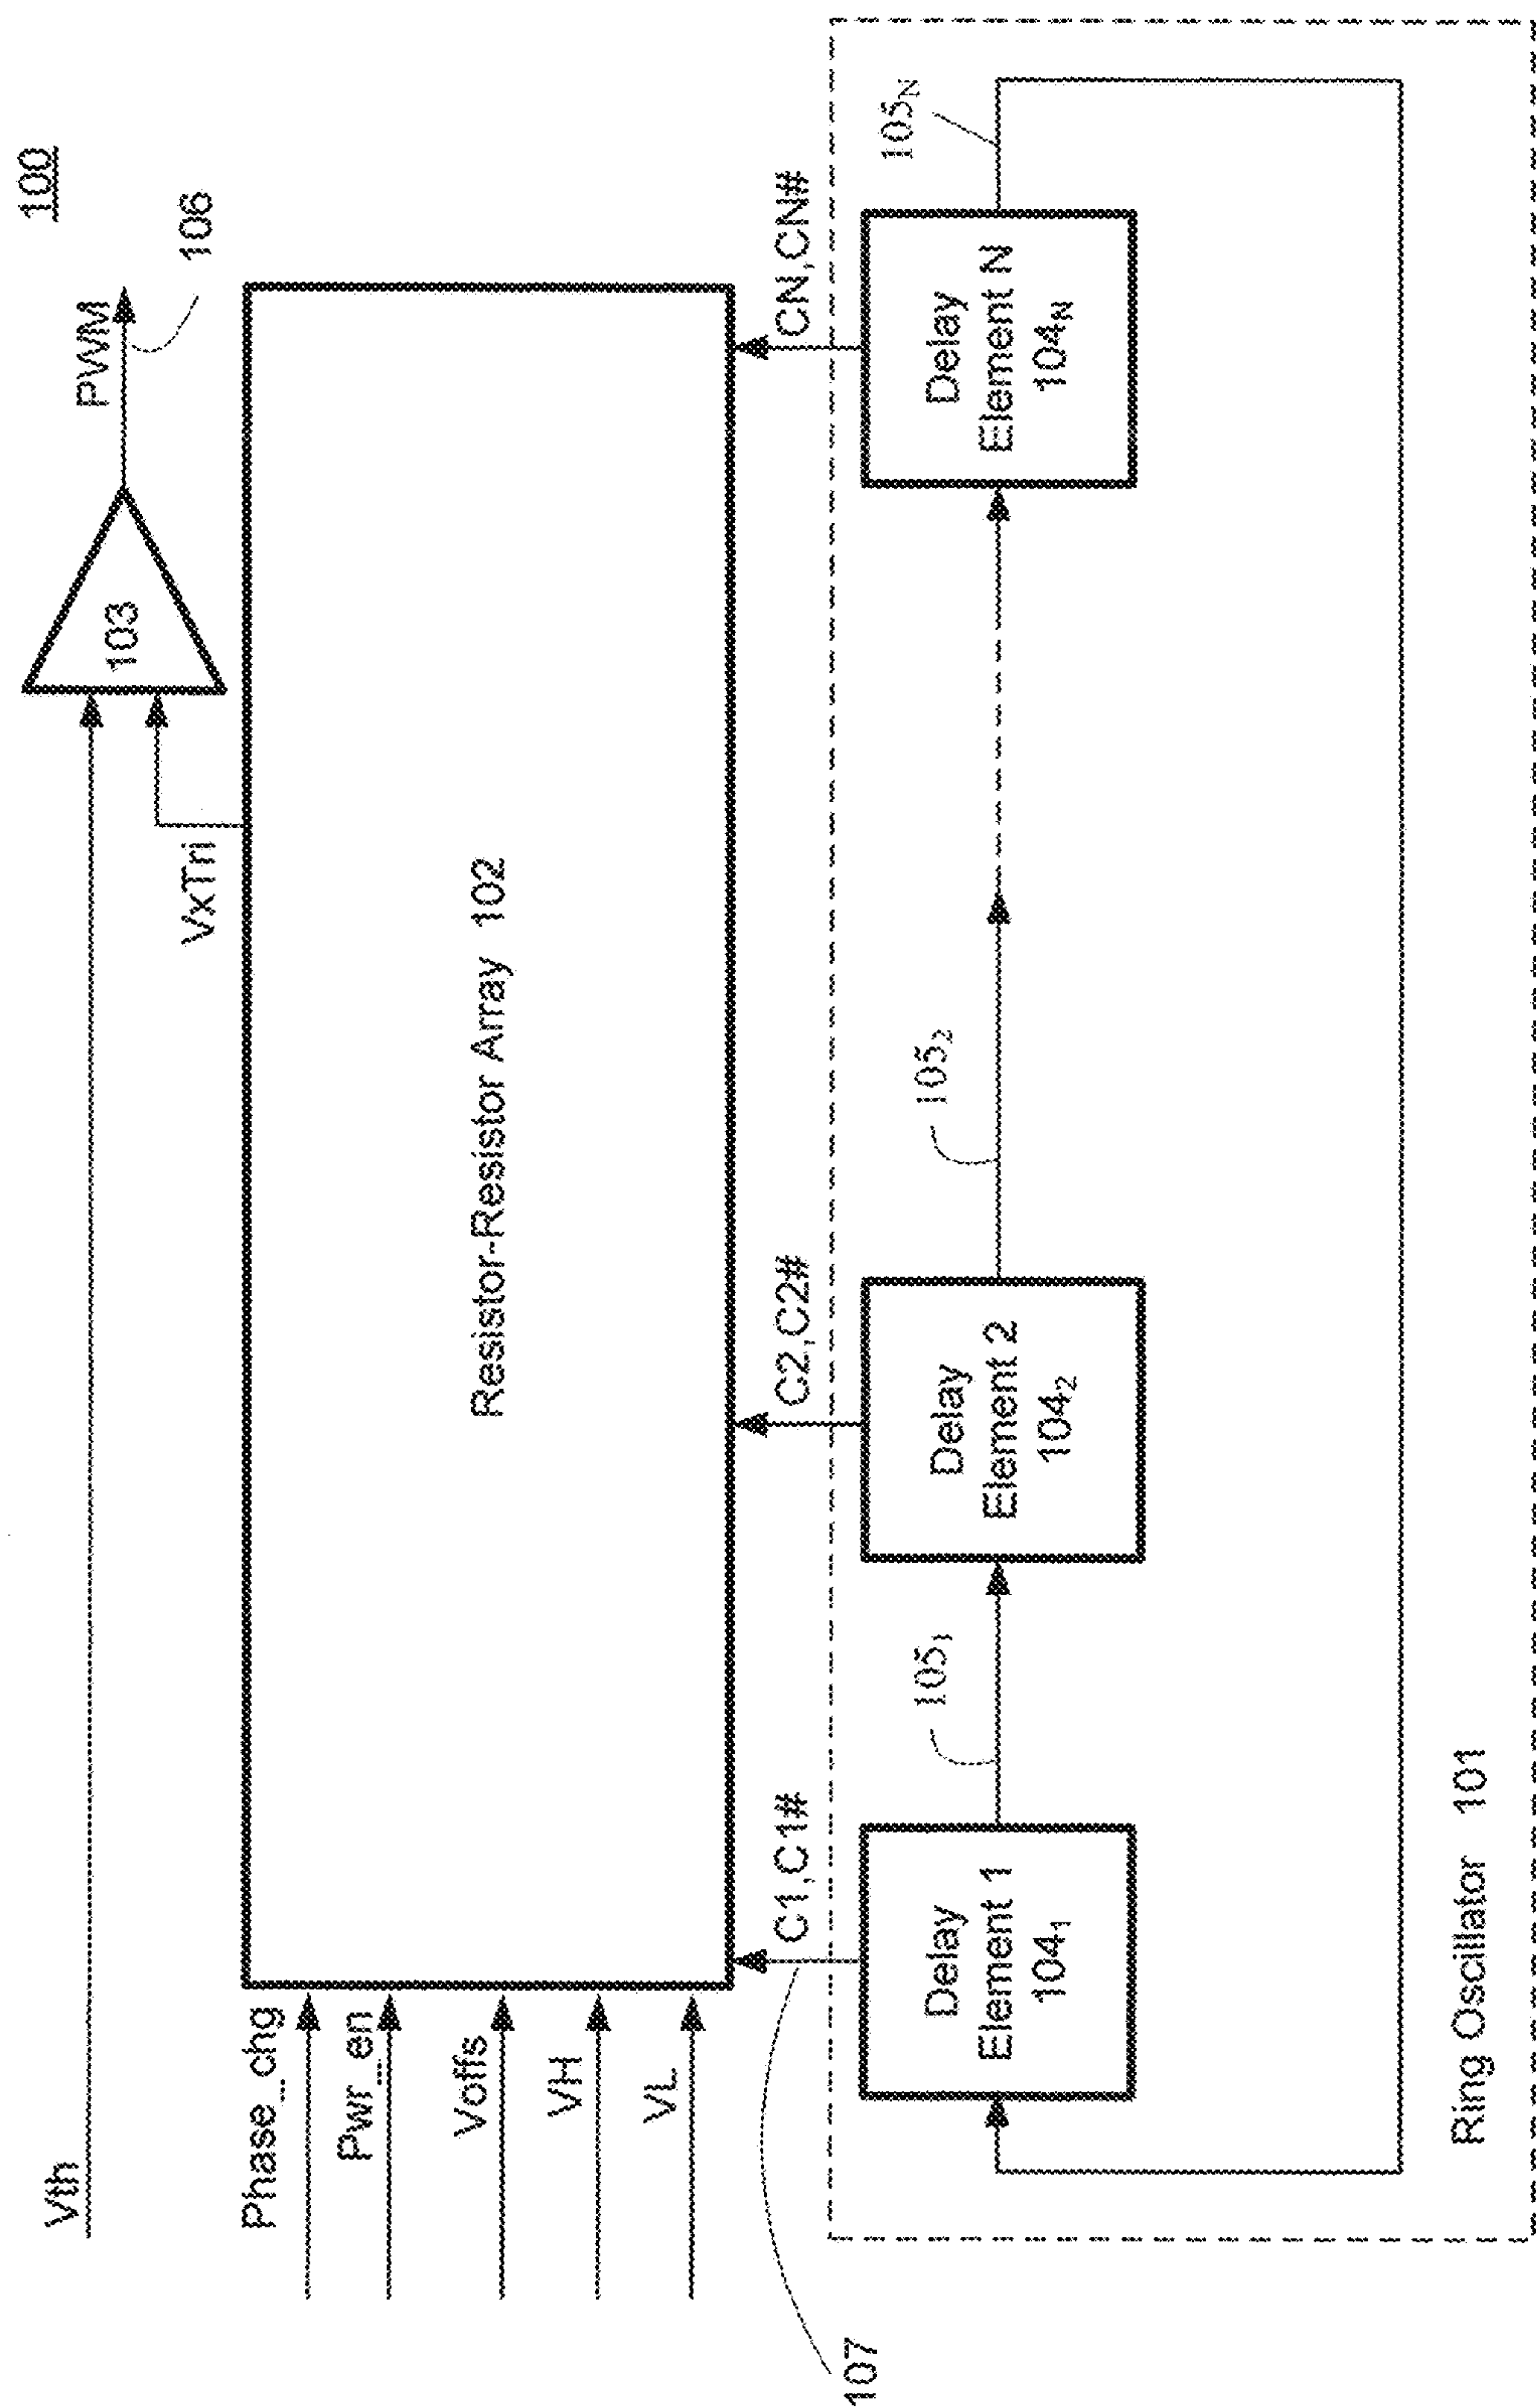 100
Vth
PWM
103
106
VxTri
Phase_chg
Pwr_en
Voffs
VH
VL
Resistor-Resistor Array 102
107
C1,C1#
C2,C2#
CN,CN#
105₁
105₂
105N
Delay
Element 1
104₁
Delay
Element 2
104₂
Delay
Element N
104N
Ring Oscillator 101